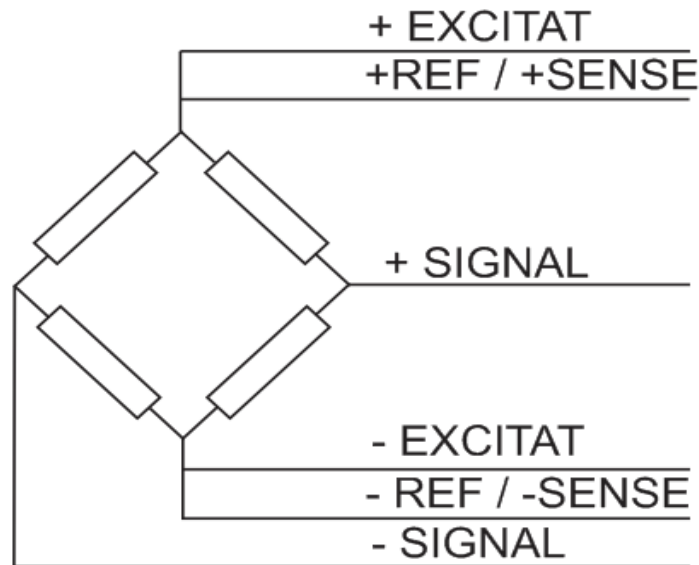 + EXCITAT
+REF / +SENSE
+ SIGNAL
- EXCITAT
- REF / -SENSE
- SIGNAL